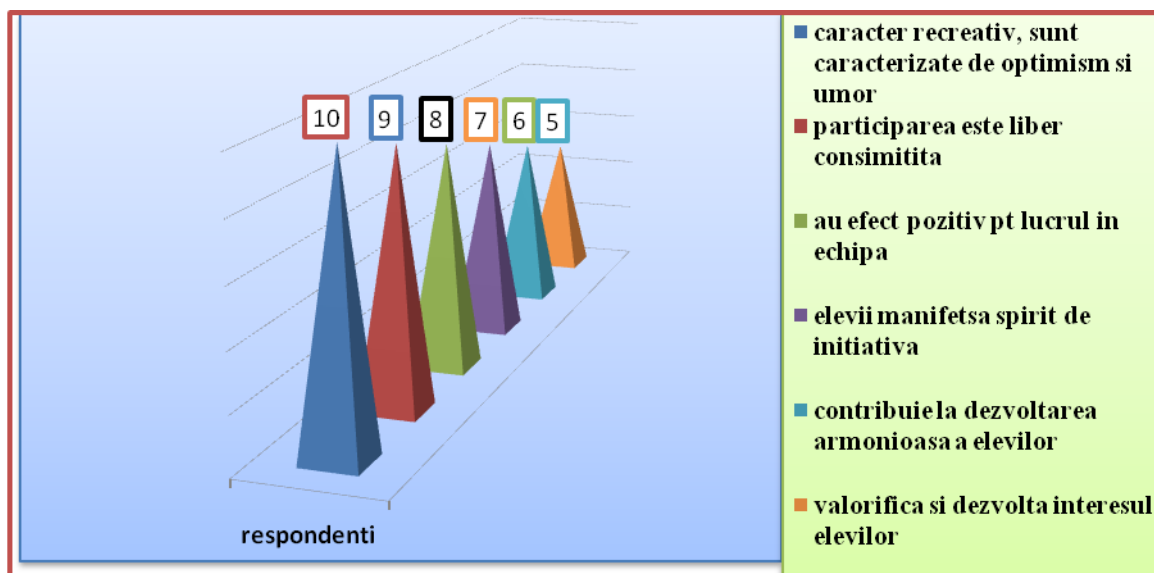 10 9 8 7 6 5
respondenti
caracter recreativ, sunt
caracterizate de optimism si
umor
participarea este liber
consimitita
au efect pozitiv pt lucrul in
echipa
elevii manifetsa spirit de
initiativa
contribuie la dezvoltarea
armonioasa a elevilor
valorifica si dezvolta interesul
elevilor